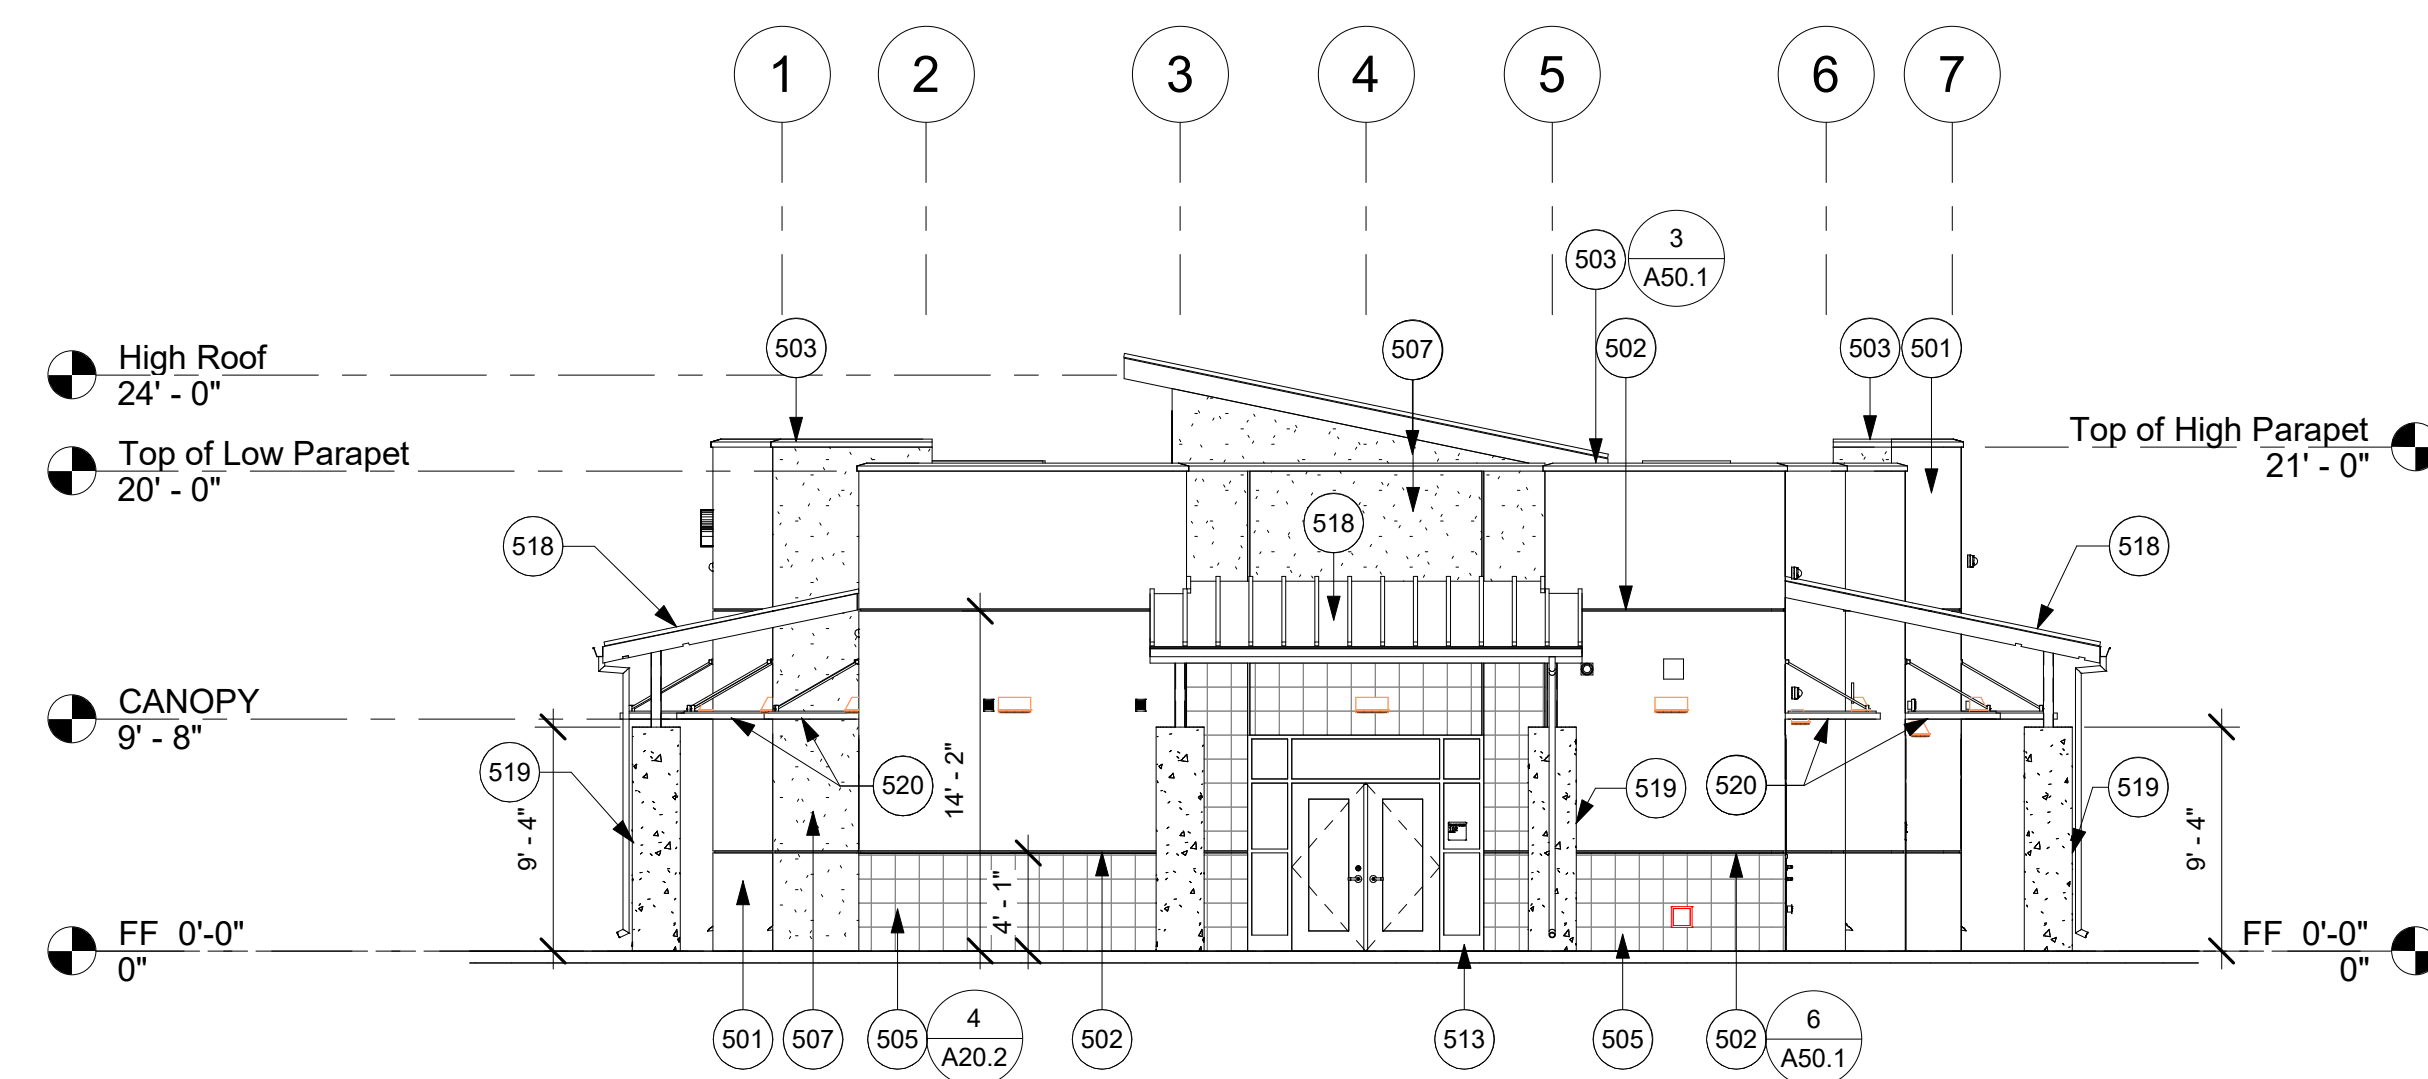 1 2 3 4 5 6 7
3
503 A50.1
High Roof
24' - 0"
503 507 502 503 501
Top of Low Parapet
20' - 0"
Top of High Parapet
21' - 0"
518 518 518
CANOPY
9' - 8"
519 520 519 520 519
9' - 4" 14' - 2" 4' - 1" 9' - 4"
FF 0'-0"
0"
FF 0'-0"
0"
501 507 505
4
A20.2
502 513 505 502
6
A50.1